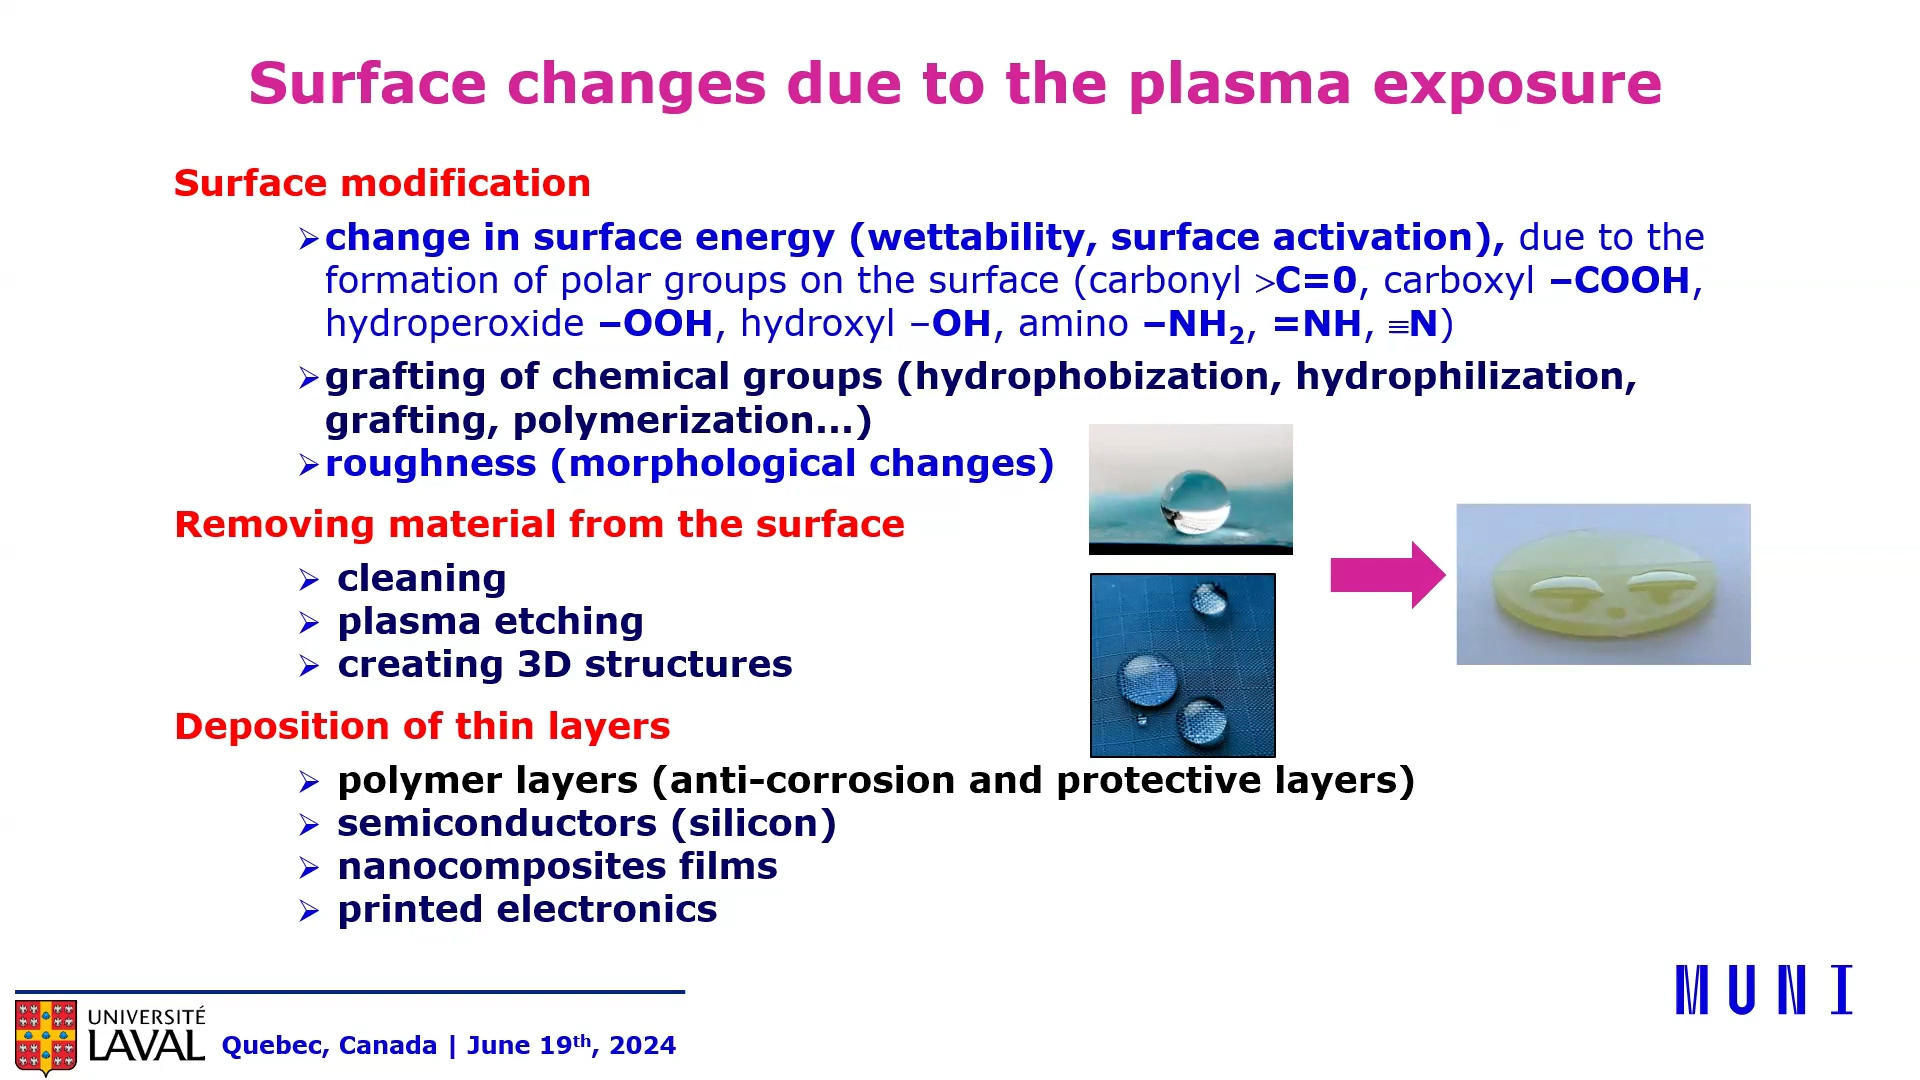 Surface changes due to the plasma exposure
Surface modification
➢change in surface energy (wettability, surface activation), due to the
formation of polar groups on the surface (carbonyl >C=0, carboxyl –COOH,
hydroperoxide –OOH, hydroxyl –OH, amino –NH₂, =NH, ≡N)
➢grafting of chemical groups (hydrophobization, hydrophilization,
grafting, polymerization...)
➢roughness (morphological changes)
Removing material from the surface
➢ cleaning
➢ plasma etching
➢ creating 3D structures
Deposition of thin layers
➢ polymer layers (anti-corrosion and protective layers)
➢ semiconductors (silicon)
➢ nanocomposites films
➢ printed electronics
MUNI
UNIVERSITÉ
LAVAL
Quebec, Canada | June 19th, 2024